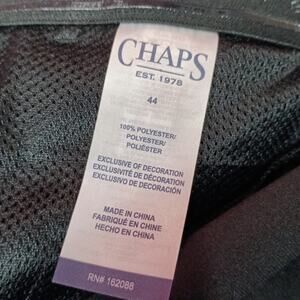 CHAPS
EST. 1978
44
100% POLYESTER/
POLYESTER/
POLIÉSTER
EXCLUSIVE OF DECORATION
EXCLUSIVITÉ DE DÉCORATION
EXCLUSIVO DE DECORACIÓN
MADE IN CHINA
FABRIQUÉ EN CHINE
HECHO EN CHINA
RN# 162088